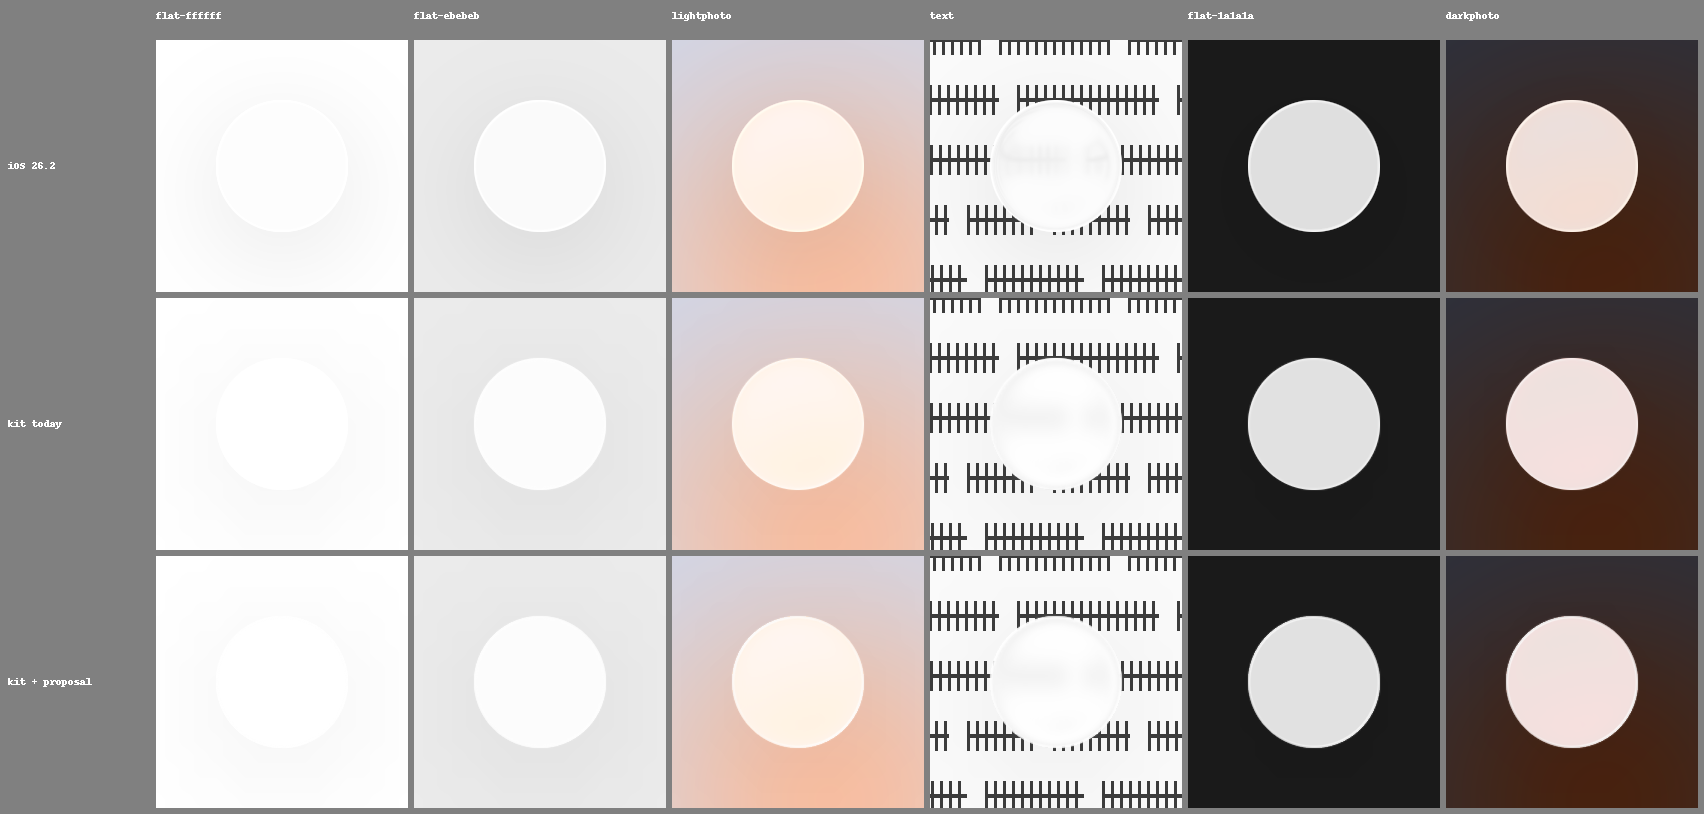 flat-ffffff
flat-ebebeb
lightphoto
text
flat-1a1a1a
darkphoto
ios 26.2
kit today
kit + proposal